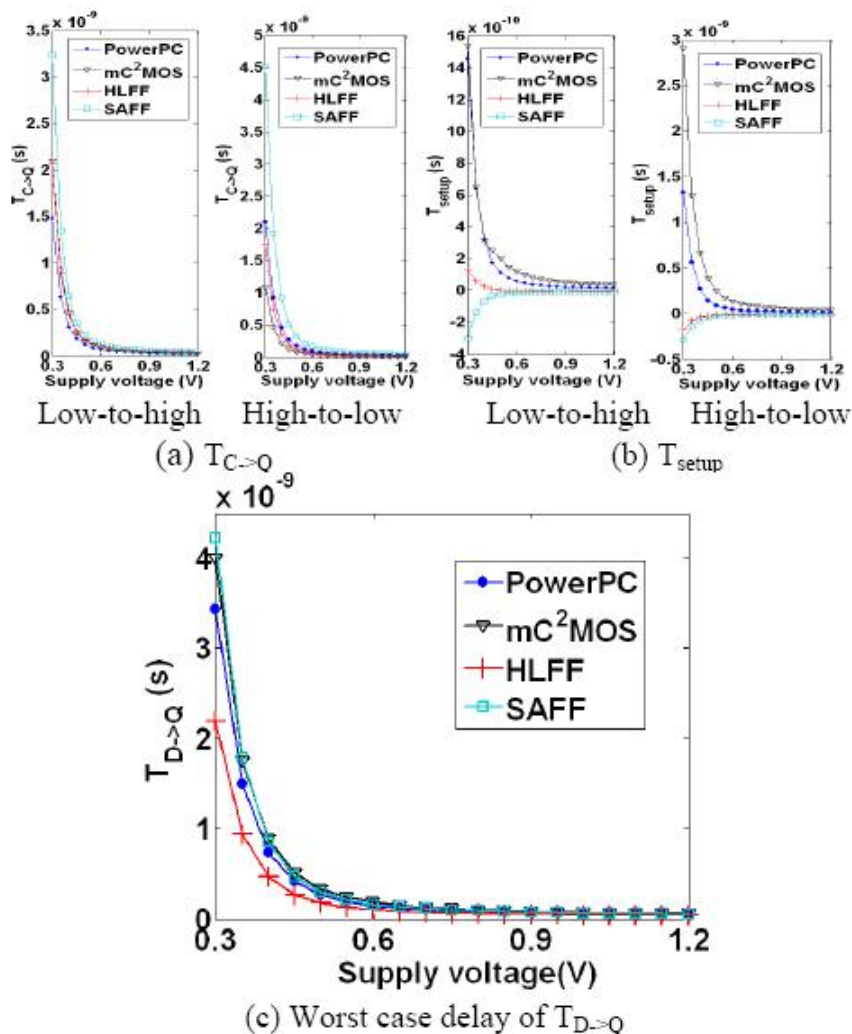 x 10⁻⁹
3.5
3
2.5
2
1.5
1
0.5
0
T_C->Q (s)
PowerPC
mC²MOS
HLFF
SAFF
0.3 0.6 0.9 1.2
Supply voltage (V)
Low-to-high
x 10⁻⁸
5
4.5
4
3.5
3
2.5
2
1.5
1
0.5
0
T_C->Q (s)
PowerPC
mC²MOS
HLFF
SAFF
0.3 0.6 0.9 1.2
Supply voltage (V)
High-to-low
(a) T_C->Q
16
14
12
10
8
6
4
2
0
-2
-4
T_setup (s)
PowerPC
mC²MOS
HLFF
SAFF
0.3 0.6 0.9 1.2
Supply voltage (V)
Low-to-high
x 10⁻⁹
3
2.5
2
1.5
1
0.5
0
-0.5
T_setup (s)
PowerPC
mC²MOS
HLFF
SAFF
0.3 0.6 0.9 1.2
Supply voltage (V)
High-to-low
(b) T_setup
x 10⁻⁹
4
3
2
1
0
T_D->Q (s)
PowerPC
mC²MOS
HLFF
SAFF
0.3 0.6 0.9 1.2
Supply voltage(V)
(c) Worst case delay of T_D->Q